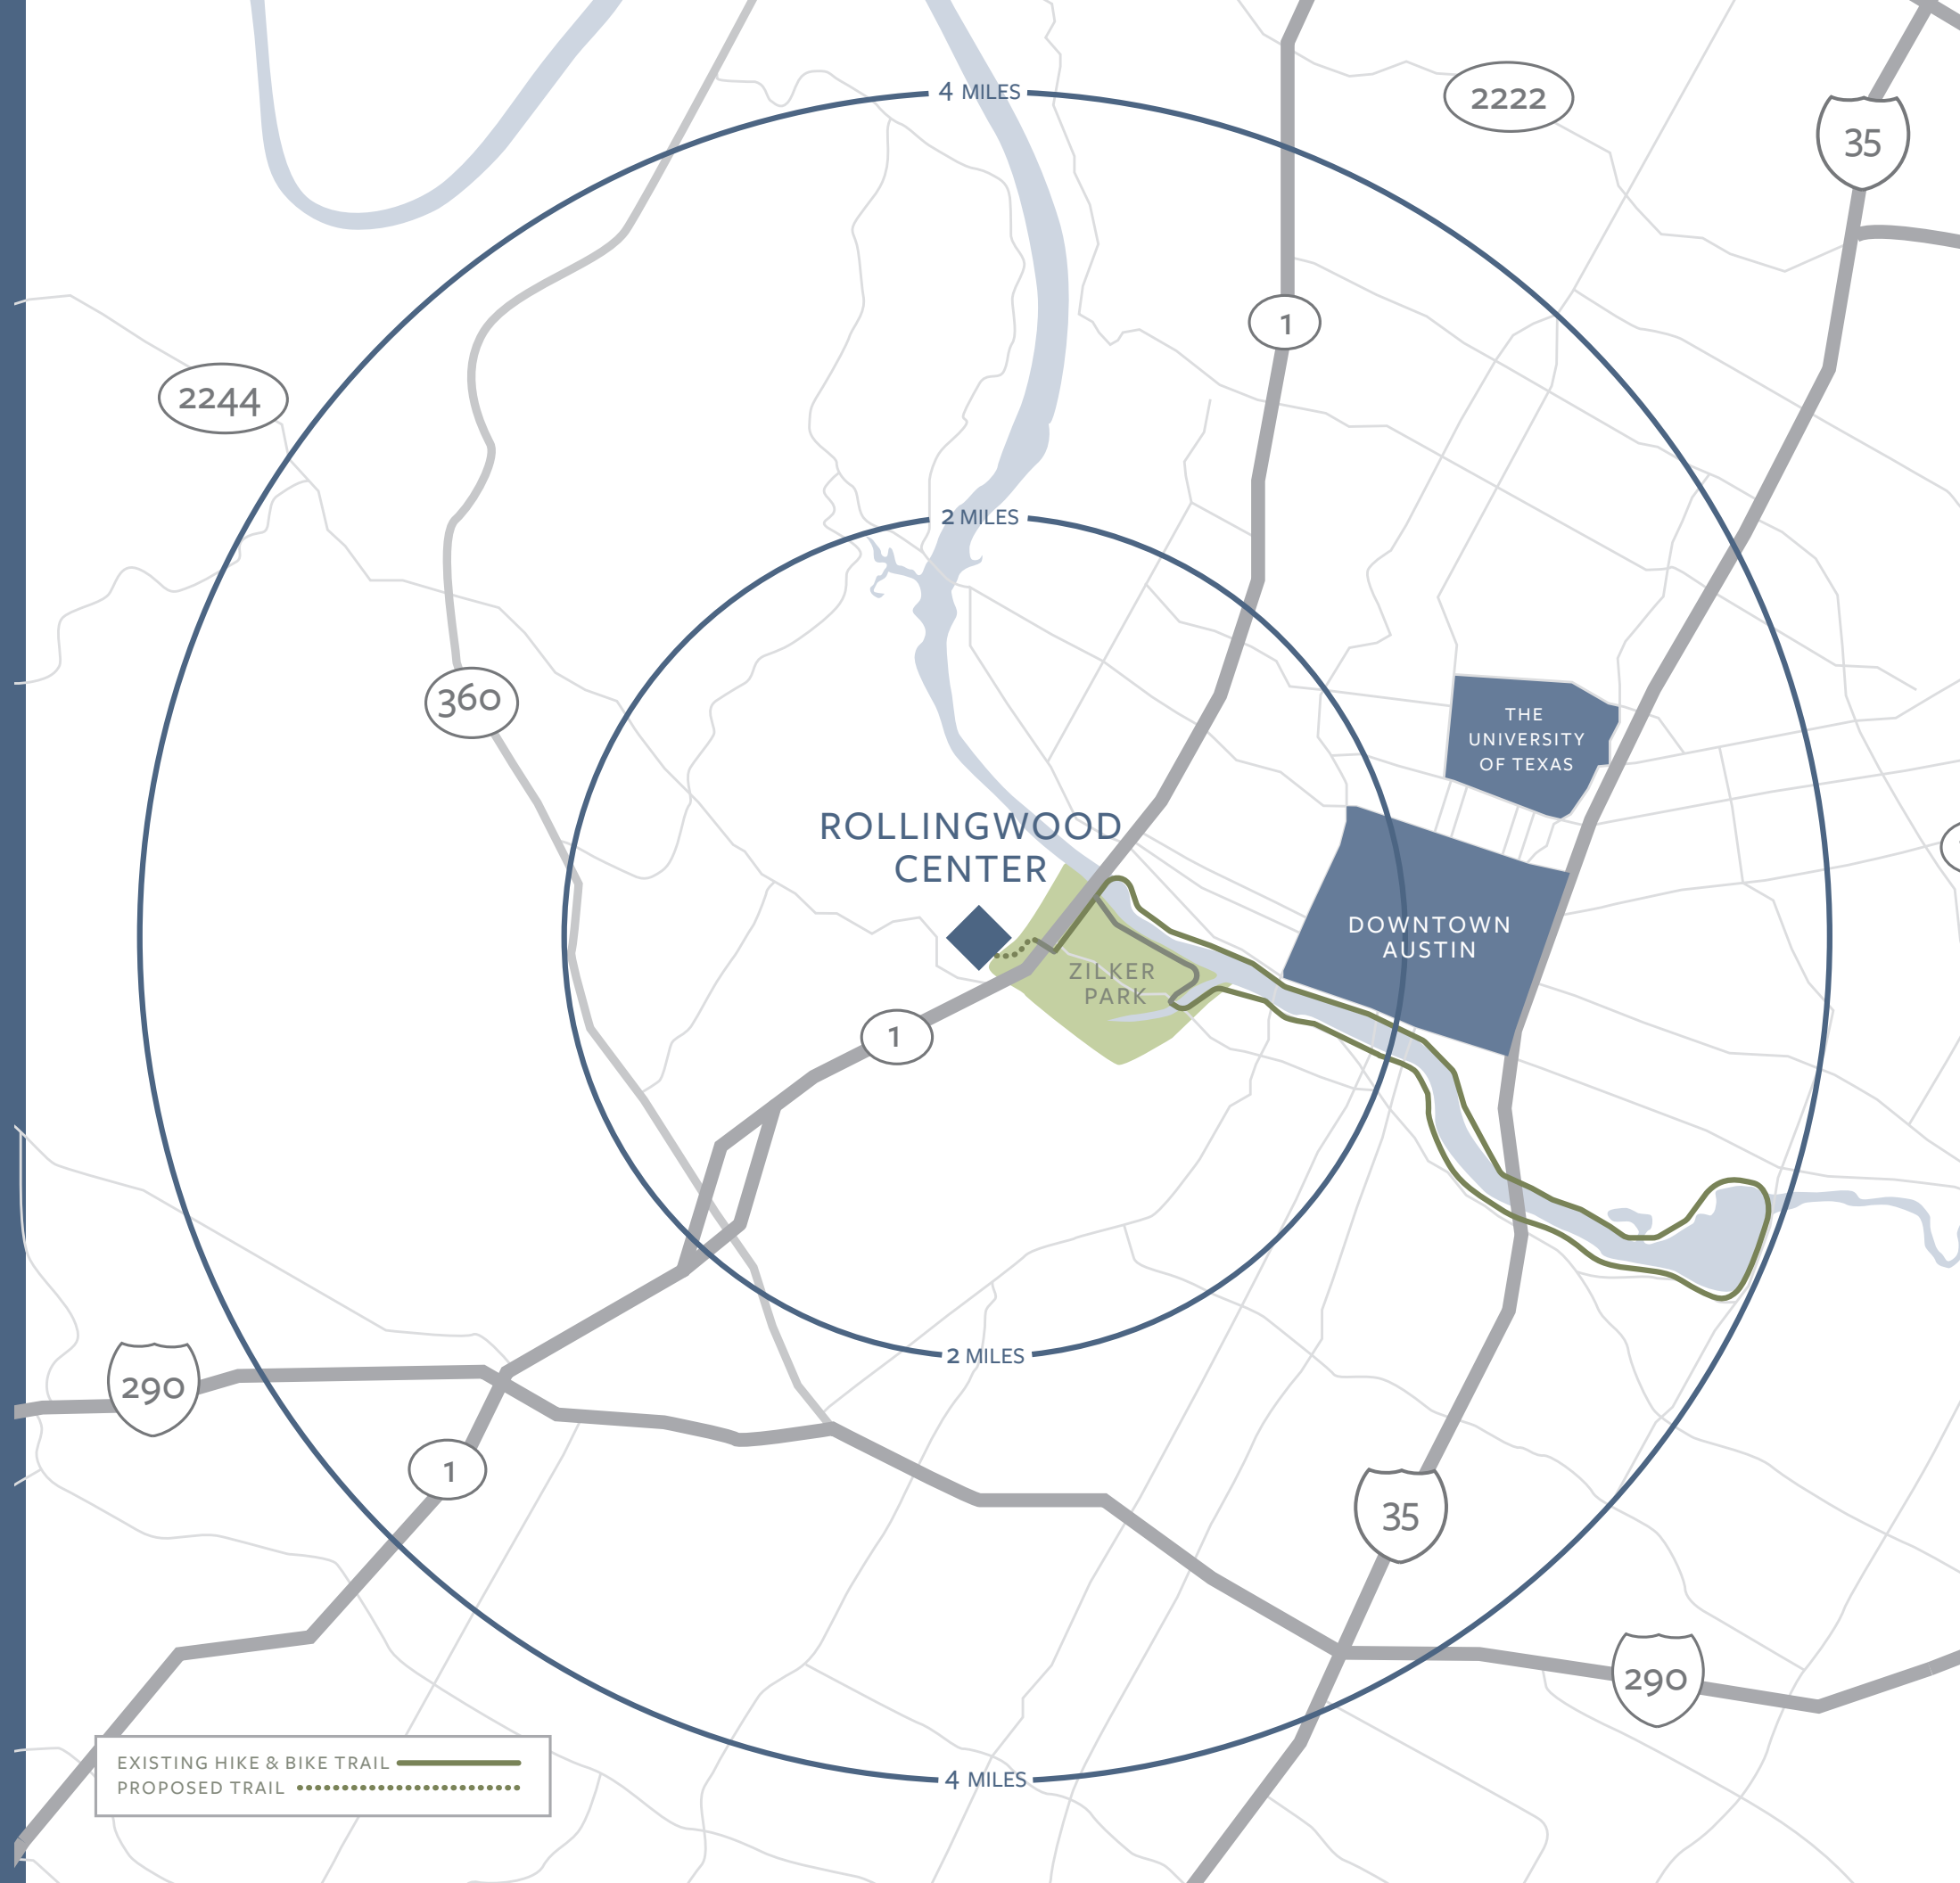 4 MILES
2222
35
1
2244
2 MILES
360
THE
UNIVERSITY
OF TEXAS
ROLLINGWOOD
CENTER
DOWNTOWN
AUSTIN
ZILKER
PARK
1
2 MILES
290
1
35
290
4 MILES
EXISTING HIKE & BIKE TRAIL
PROPOSED TRAIL